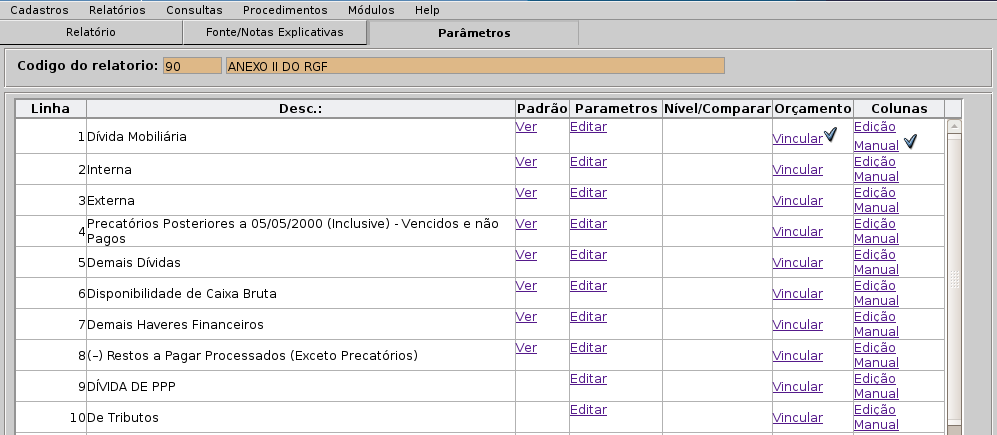 Cadastros Relatórios Consultas Procedimentos Módulos Help
Relatório Fonte/Notas Explicativas Parâmetros
Codigo do relatorio: 90 ANEXO II DO RGF
Linha Desc.: Padrão Parametros Nível/Comparar Orçamento Colunas
1 Dívida Mobiliária Ver Editar Vincular Edição
Manual
2 Interna Ver Editar Vincular Edição
Manual
3 Externa Ver Editar Vincular Edição
Manual
4 Precatórios Posteriores a 05/05/2000 (Inclusive) - Vencidos e não Ver Editar Vincular Edição
Pagos Manual
5 Demais Dívidas Ver Editar Vincular Edição
Manual
6 Disponibilidade de Caixa Bruta Ver Editar Vincular Edição
Manual
7 Demais Haveres Financeiros Ver Editar Vincular Edição
Manual
8 (-) Restos a Pagar Processados (Exceto Precatórios) Ver Editar Vincular Edição
Manual
9 DÍVIDA DE PPP Editar Vincular Edição
Manual
10 De Tributos Editar Vincular Edição
Manual